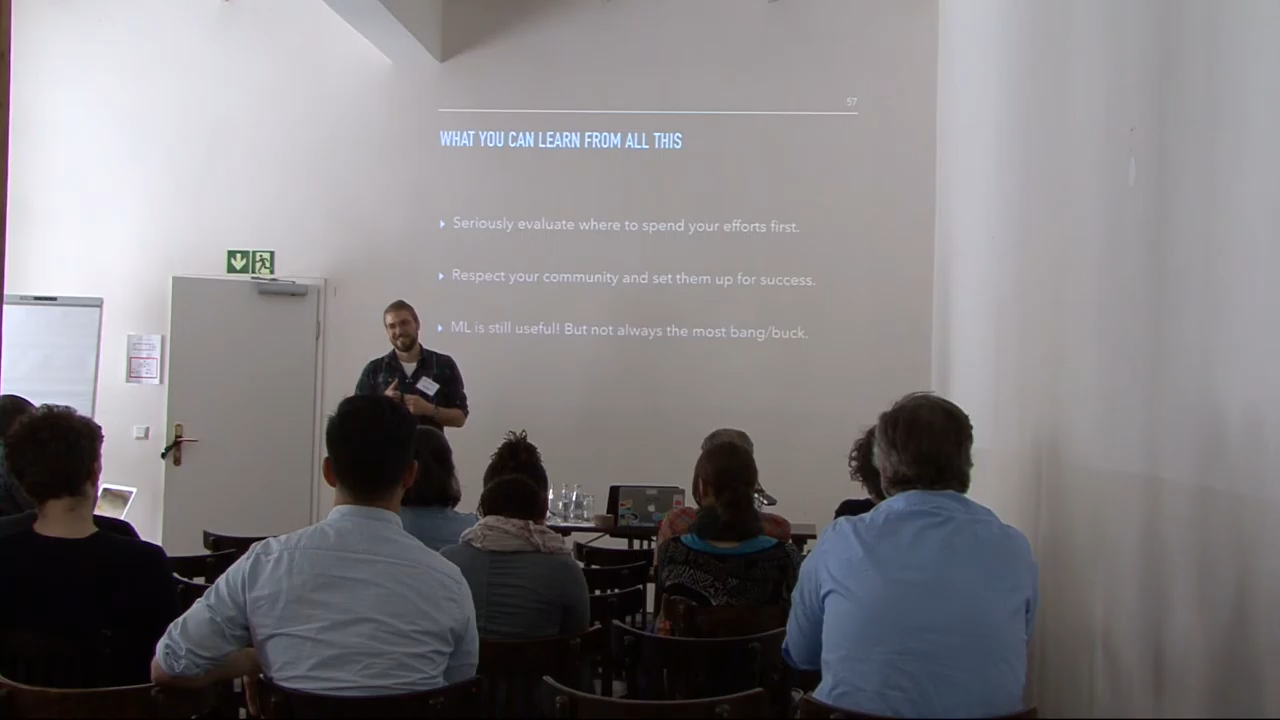 57
WHAT YOU CAN LEARN FROM ALL THIS
Seriously evaluate where to spend your efforts first.
Respect your community and set them up for success.
ML is still useful! But not always the most bang/buck.